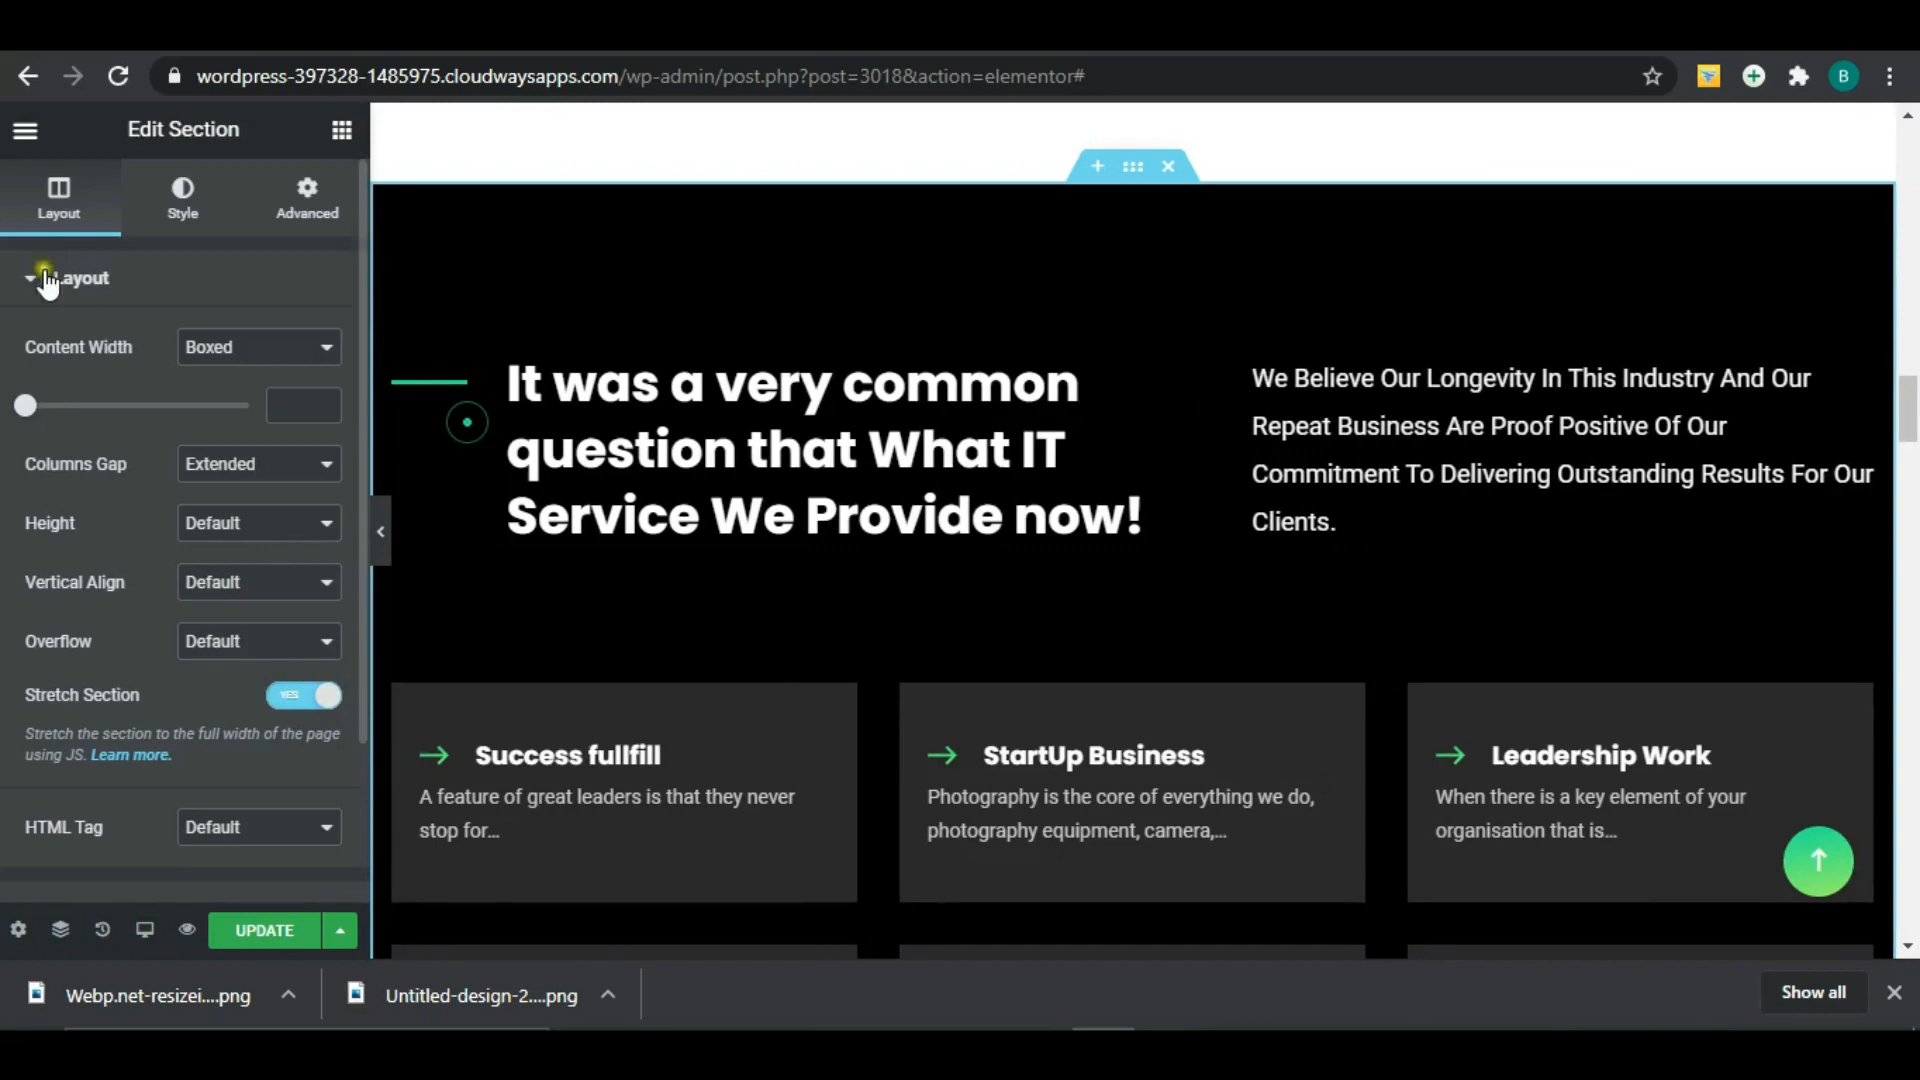 wordpress-397328-1485975.cloudwaysapps.com/wp-admin/post.php?post=3018&action=elementor#
B
Edit Section
Layout
Style
Advanced
Layout
Content Width
Boxed
Columns Gap
Extended
Height
Default
Vertical Align
Default
Overflow
Default
Stretch Section
YES
Stretch the section to the full width of the page
using JS. Learn more.
HTML Tag
Default
UPDATE
It was a very common
question that What IT
Service We Provide now!
We Believe Our Longevity In This Industry And Our
Repeat Business Are Proof Positive Of Our
Commitment To Delivering Outstanding Results For Our
Clients.
Success fullfill
A feature of great leaders is that they never
stop for...
StartUp Business
Photography is the core of everything we do,
photography equipment, camera,...
Leadership Work
When there is a key element of your
organisation that is...
Webp.net-resizei....png
Untitled-design-2....png
Show all